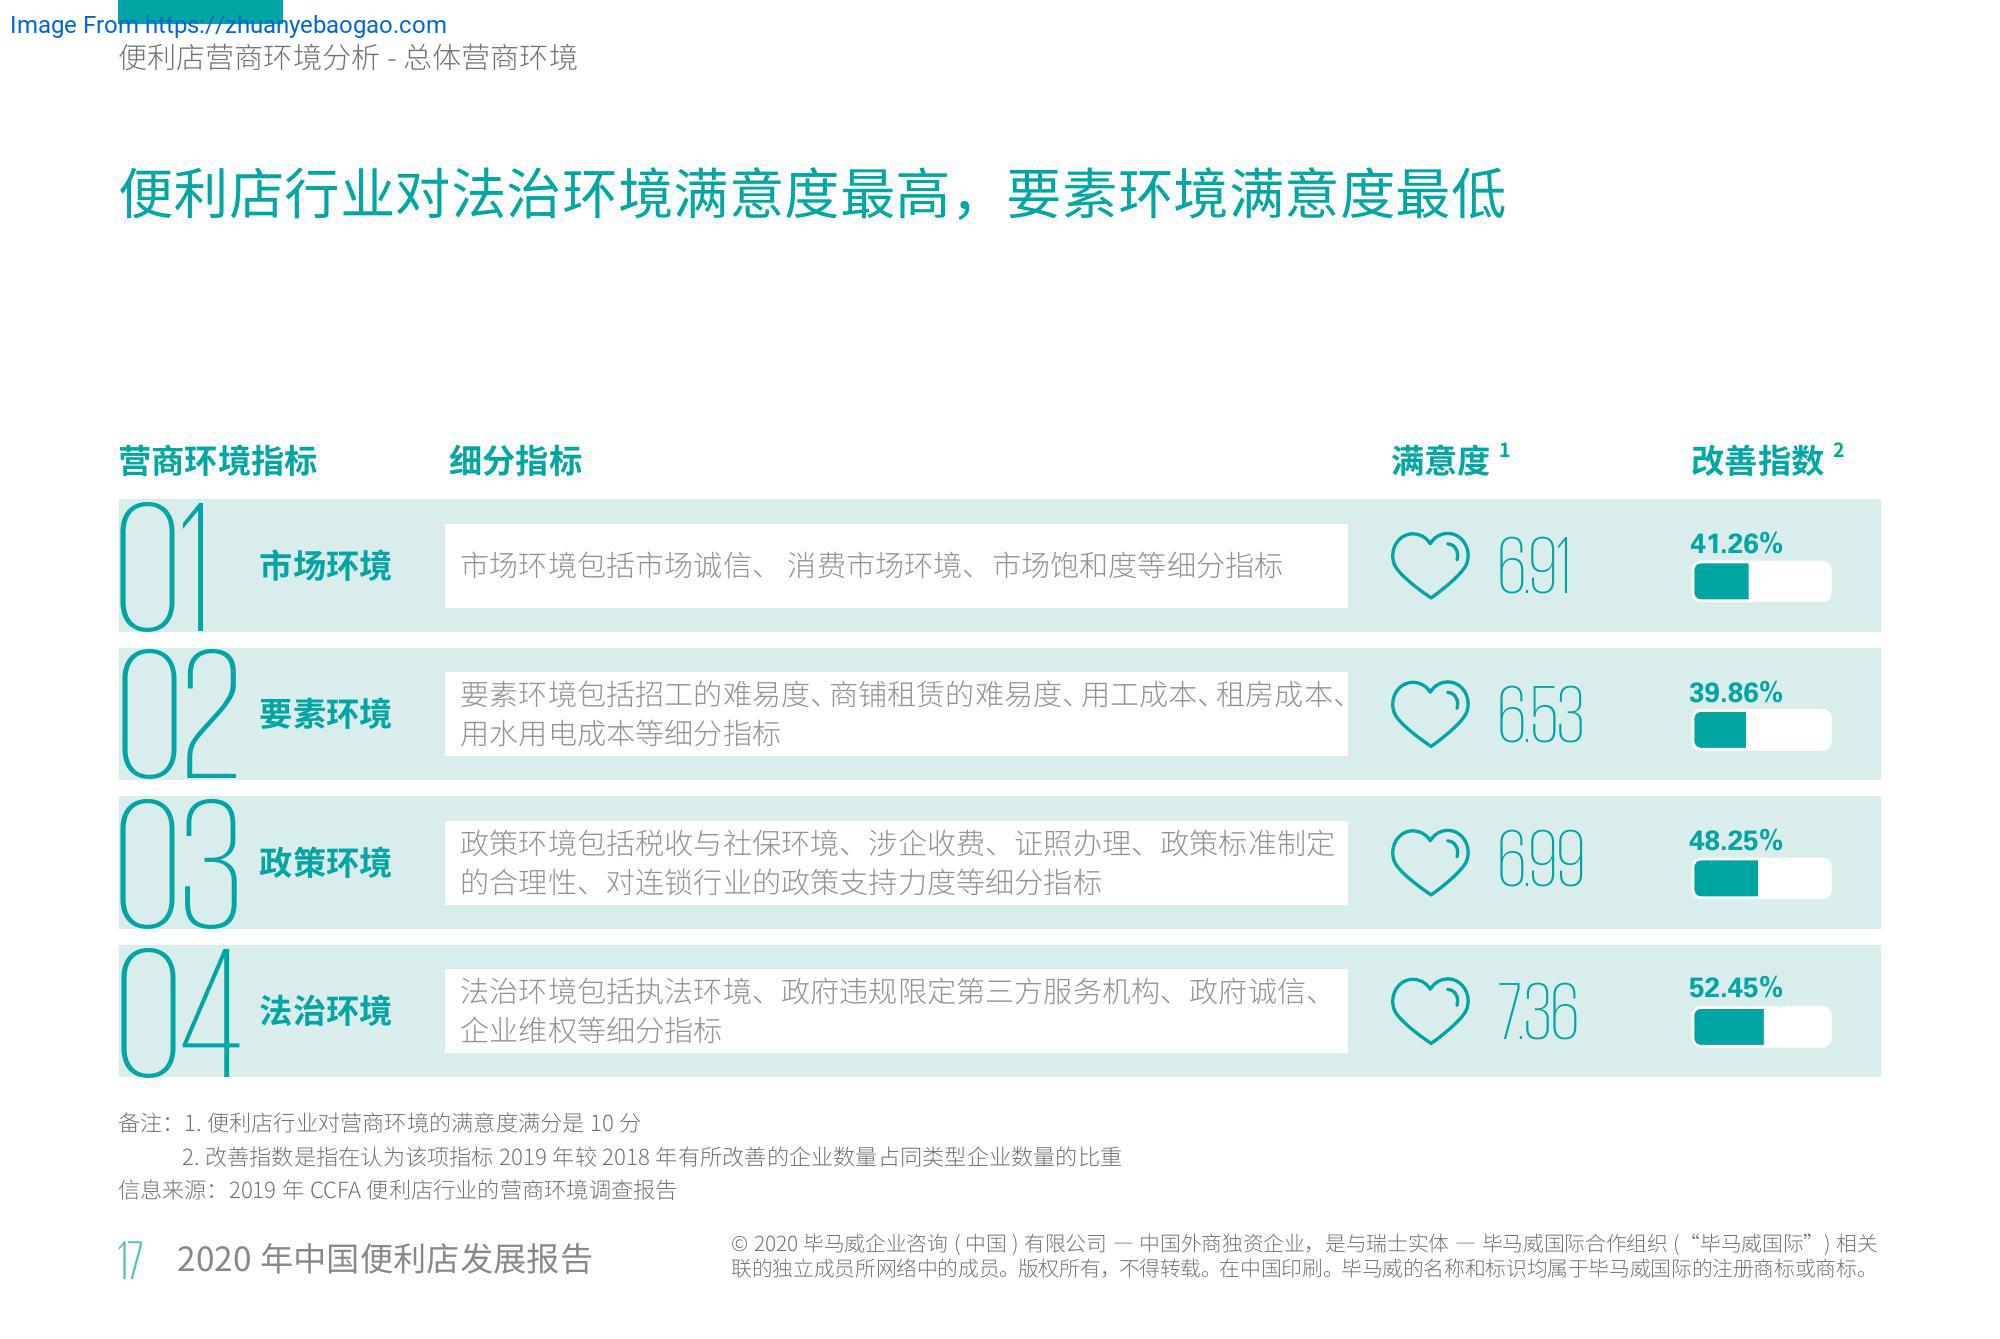 Image From https://zhuanyebaogao.com
便利店营商环境分析 - 总体营商环境
便利店行业对法治环境满意度最高，要素环境满意度最低
营商环境指标 细分指标 满意度 1 改善指数 2
01 市场环境 市场环境包括市场诚信、 消费市场环境、市场饱和度等细分指标 6.91 41.26%
02 要素环境 要素环境包括招工的难易度、商铺租赁的难易度、用工成本、租房成本、
用水用电成本等细分指标
6.53 39.86%
03 政策环境 政策环境包括税收与社保环境、涉企收费、证照办理、政策标准制定
的合理性、对连锁行业的政策支持力度等细分指标
6.99 48.25%
04 法治环境 法治环境包括执法环境、政府违规限定第三方服务机构、政府诚信、
企业维权等细分指标
7.36 52.45%
备注：1. 便利店行业对营商环境的满意度满分是 10 分
2. 改善指数是指在认为该项指标 2019 年较 2018 年有所改善的企业数量占同类型企业数量的比重
信息来源：2019 年 CCFA 便利店行业的营商环境调查报告
17 2020 年中国便利店发展报告
© 2020 毕马威企业咨询 ( 中国 ) 有限公司 — 中国外商独资企业，是与瑞士实体 — 毕马威国际合作组织 (“毕马威国际”) 相关
联的独立成员所网络中的成员。版权所有，不得转载。在中国印刷。毕马威的名称和标识均属于毕马威国际的注册商标或商标。